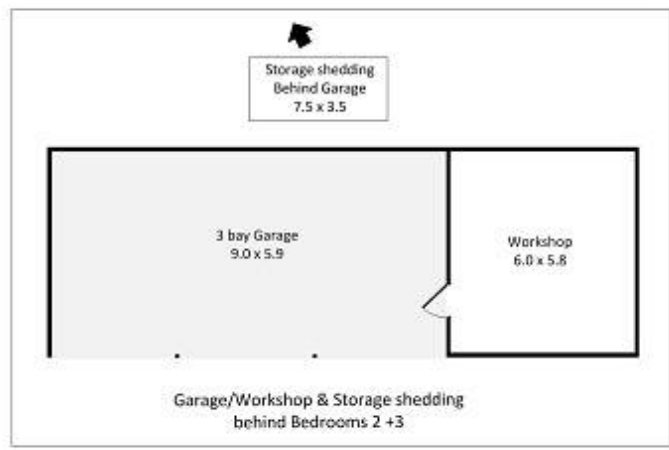 Storage shedding
Behind Garage
7.5 x 3.5
3 bay Garage
9.0 x 5.9
Workshop
6.0 x 5.8
Garage/Workshop & Storage shedding
behind Bedrooms 2 +3